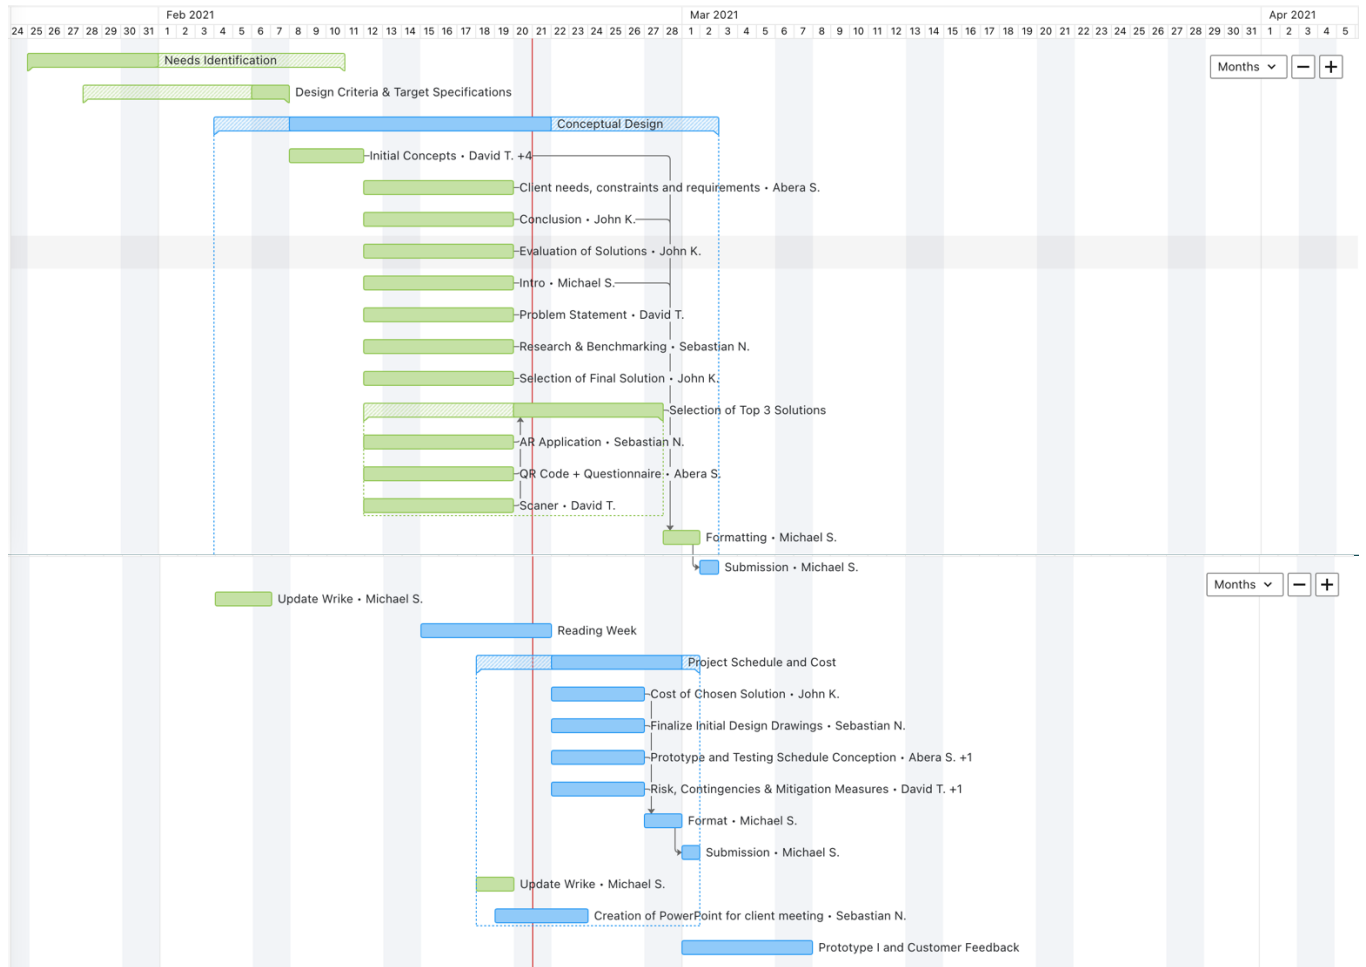 Feb 2021 Mar 2021 Apr 2021
24 25 26 27 28 29 30 31 1 2 3 4 5 6 7 8 9 10 11 12 13 14 15 16 17 18 19 20 21 22 23 24 25 26 27 28 1 2 3 4 5 6 7 8 9 10 11 12 13 14 15 16 17 18 19 20 21 22 23 24 25 26 27 28 29 30 31 1 2 3 4 5
Needs Identification
Months − +
Design Criteria & Target Specifications
Conceptual Design
Initial Concepts • David T. +4
Client needs, constraints and requirements • Abera S.
Conclusion • John K.
Evaluation of Solutions • John K.
Intro • Michael S.
Problem Statement • David T.
Research & Benchmarking • Sebastian N.
Selection of Final Solution • John K.
Selection of Top 3 Solutions
AR Application • Sebastian N.
QR Code + Questionnaire • Abera S.
Scaner • David T.
Formatting • Michael S.
Submission • Michael S.
Months − +
Update Wrike • Michael S.
Reading Week
Project Schedule and Cost
Cost of Chosen Solution • John K.
Finalize Initial Design Drawings • Sebastian N.
Prototype and Testing Schedule Conception • Abera S. +1
Risk, Contingencies & Mitigation Measures • David T. +1
Format • Michael S.
Submission • Michael S.
Update Wrike • Michael S.
Creation of PowerPoint for client meeting • Sebastian N.
Prototype I and Customer Feedback